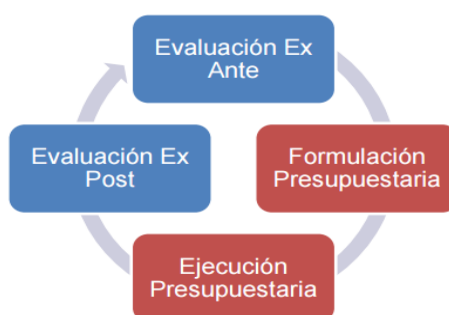 Evaluación Ex
Ante
Formulación
Presupuestaria
Ejecución
Presupuestaria
Evaluación Ex
Post